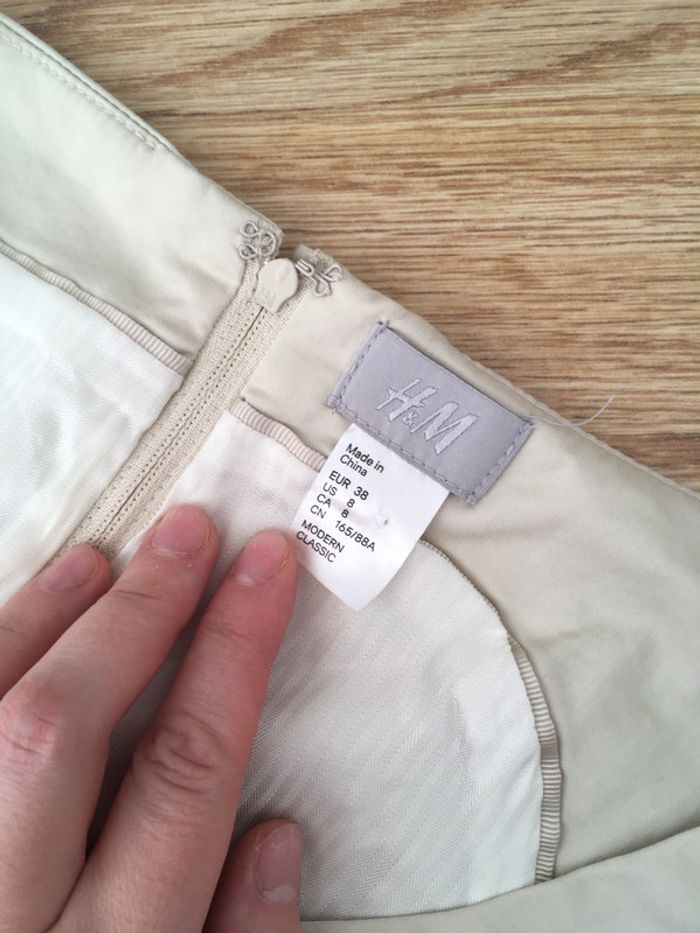 H&M
Made in
China
EUR 38
US 8
CA 8
CN 165/88A
MODERN
CLASSIC